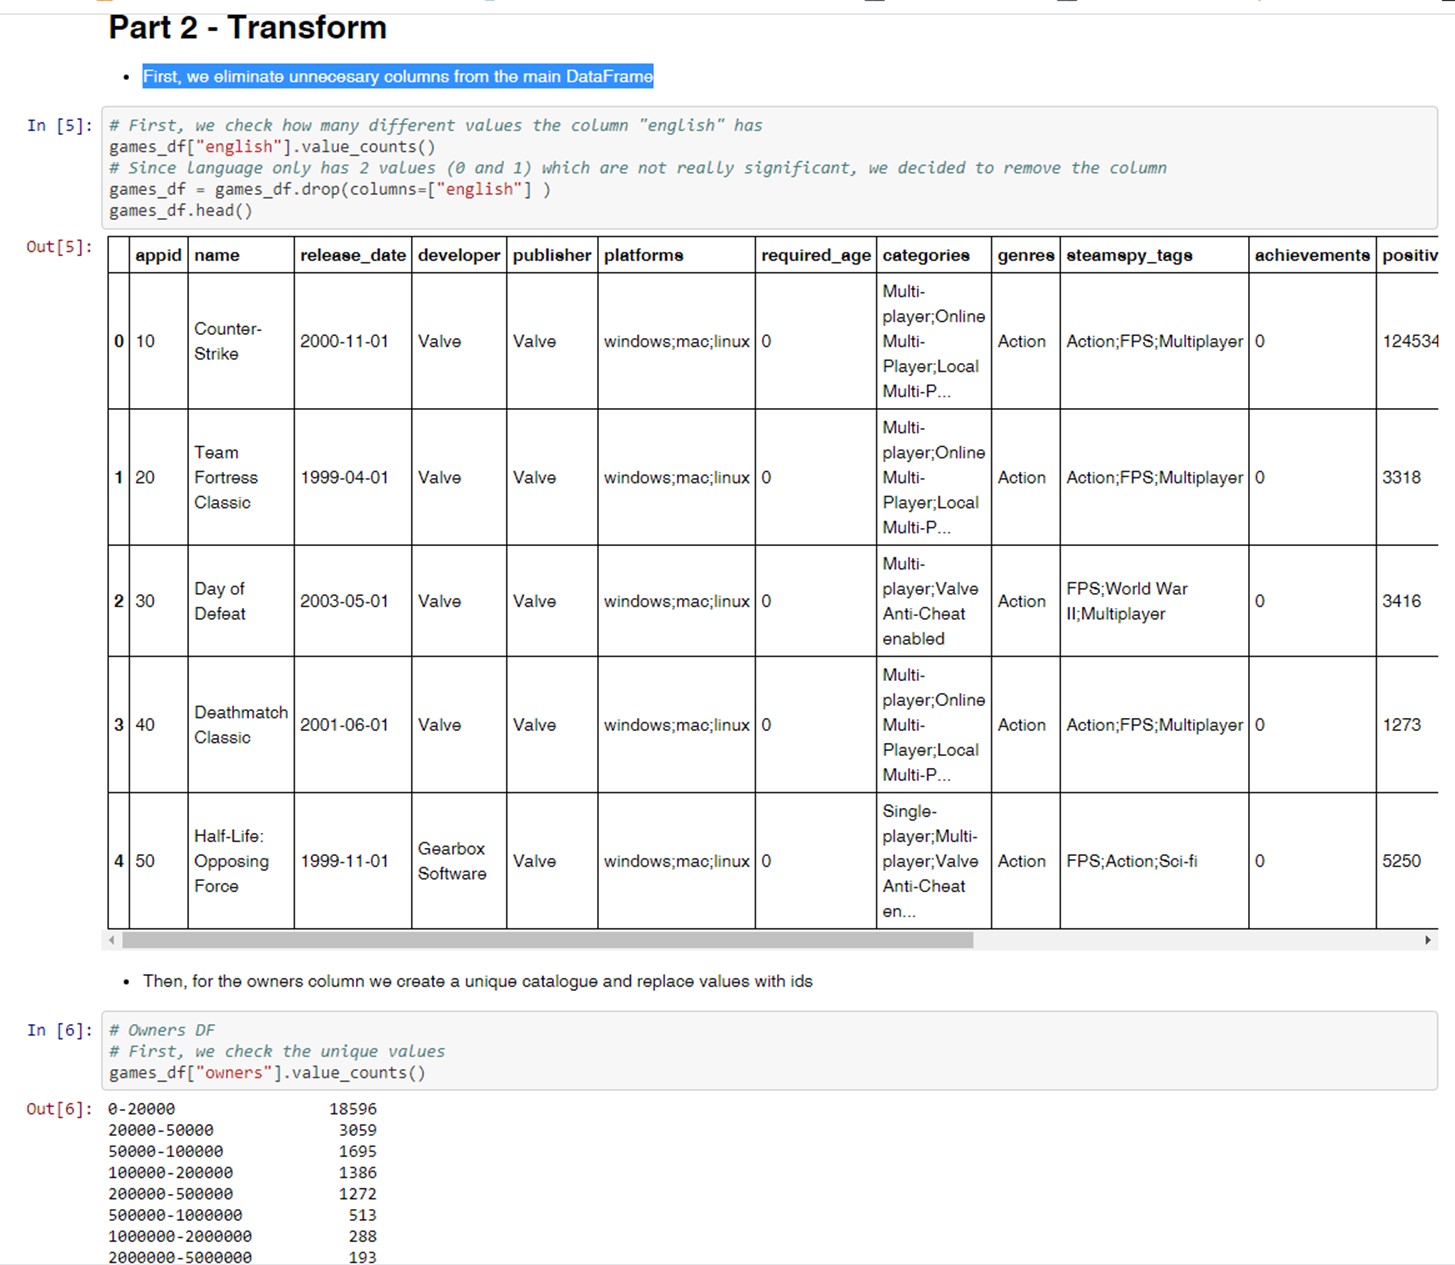 Part 2 - Transform
• First, we eliminate unnecesary columns from the main DataFrame
In [5]:
# First, we check how many different values the column "english" has
games_df["english"].value_counts()
# Since language only has 2 values (0 and 1) which are not really significant, we decided to remove the column
games_df = games_df.drop(columns=["english"] )
games_df.head()
Out[5]:
appid name release_date developer publisher platforms required_age categories genres steamspy_tags achievements positiv
0 10 Counter-Strike 2000-11-01 Valve Valve windows;mac;linux 0 Multi-player;Online Multi-Player;Local Multi-P... Action Action;FPS;Multiplayer 0 124534
1 20 Team Fortress Classic 1999-04-01 Valve Valve windows;mac;linux 0 Multi-player;Online Multi-Player;Local Multi-P... Action Action;FPS;Multiplayer 0 3318
2 30 Day of Defeat 2003-05-01 Valve Valve windows;mac;linux 0 Multi-player;Valve Anti-Cheat enabled Action FPS;World War II;Multiplayer 0 3416
3 40 Deathmatch Classic 2001-06-01 Valve Valve windows;mac;linux 0 Multi-player;Online Multi-Player;Local Multi-P... Action Action;FPS;Multiplayer 0 1273
4 50 Half-Life: Opposing Force 1999-11-01 Gearbox Software Valve windows;mac;linux 0 Single-player;Multi-player;Valve Anti-Cheat en... Action FPS;Action;Sci-fi 0 5250
• Then, for the owners column we create a unique catalogue and replace values with ids
In [6]:
# Owners DF
# First, we check the unique values
games_df["owners"].value_counts()
Out[6]:
0-20000 18596
20000-50000 3059
50000-100000 1695
100000-200000 1386
200000-500000 1272
500000-1000000 513
1000000-2000000 288
2000000-5000000 193